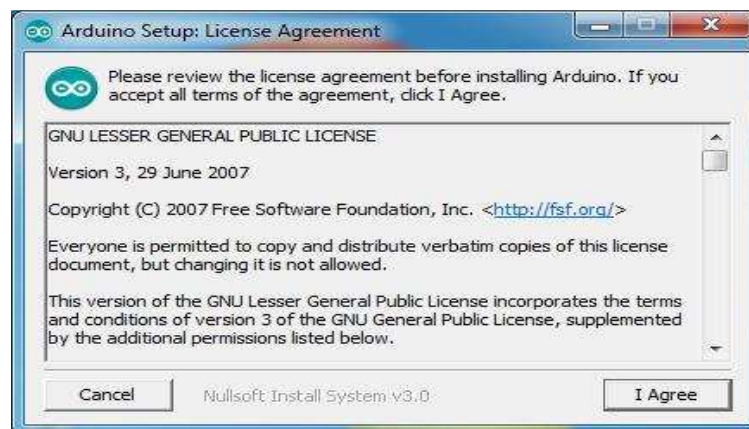 Arduino Setup: License Agreement
Please review the license agreement before installing Arduino. If you
accept all terms of the agreement, click I Agree.
GNU LESSER GENERAL PUBLIC LICENSE
Version 3, 29 June 2007
Copyright (C) 2007 Free Software Foundation, Inc. <http://fsf.org/>
Everyone is permitted to copy and distribute verbatim copies of this license
document, but changing it is not allowed.
This version of the GNU Lesser General Public License incorporates the terms
and conditions of version 3 of the GNU General Public License, supplemented
by the additional permissions listed below.
Cancel Nullsoft Install System v3.0 I Agree